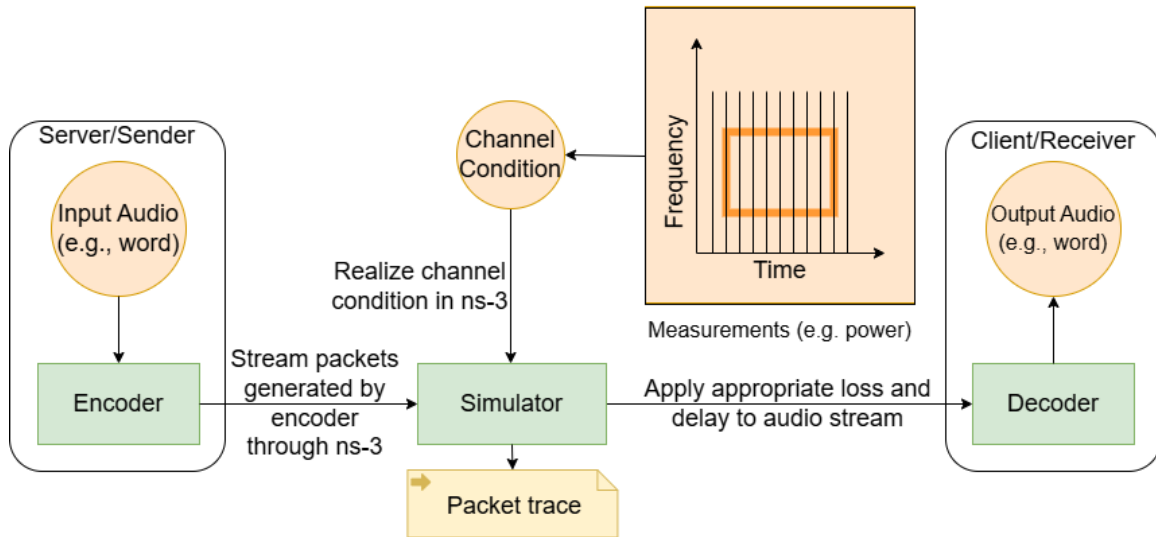 Server/Sender
Input Audio
(e.g., word)
Encoder
Stream packets
generated by
encoder
through ns-3
Channel
Condition
Realize channel
condition in ns-3
Simulator
Packet trace
Frequency
Time
Measurements (e.g. power)
Apply appropriate loss and
delay to audio stream
Client/Receiver
Output Audio
(e.g., word)
Decoder